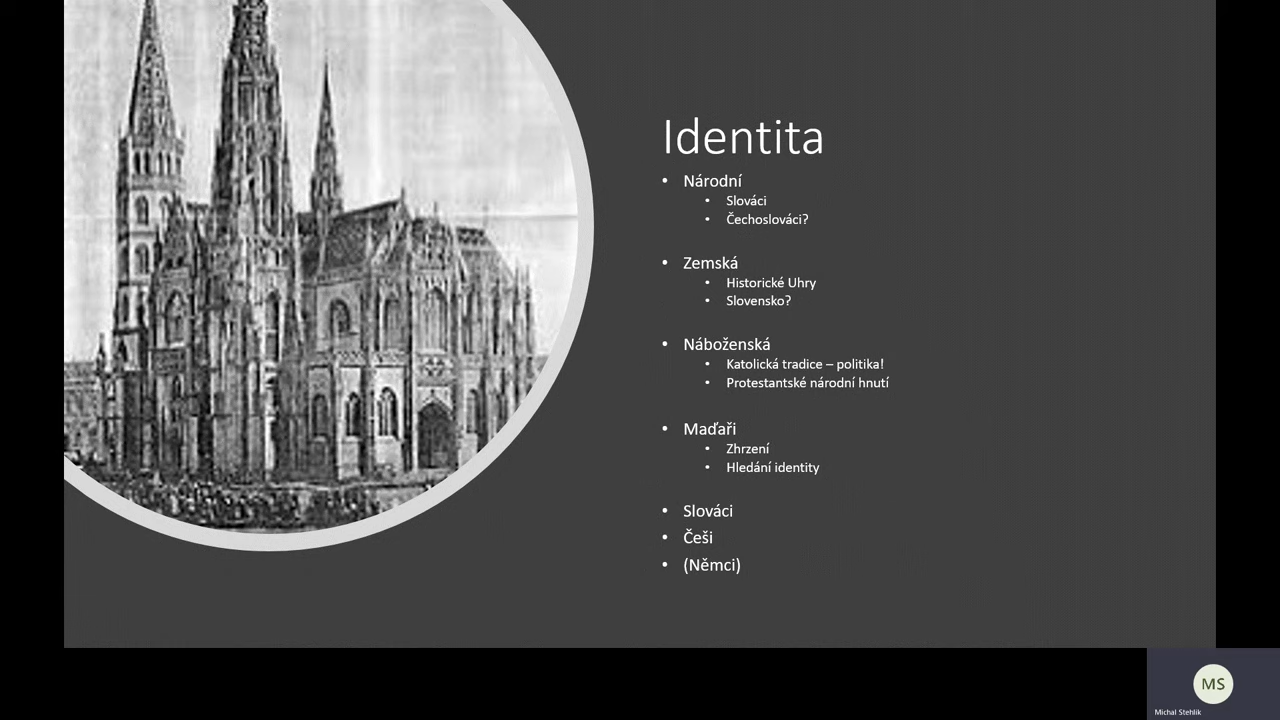 Identita
• Národní
• Slováci
• Čechoslováci?
• Zemská
• Historické Uhry
• Slovensko?
• Náboženská
• Katolická tradice – politika!
• Protestantské národní hnutí
• Maďaři
• Zhrzení
• Hledání identity
• Slováci
• Češi
• (Němci)
MS
Michal Stehlík